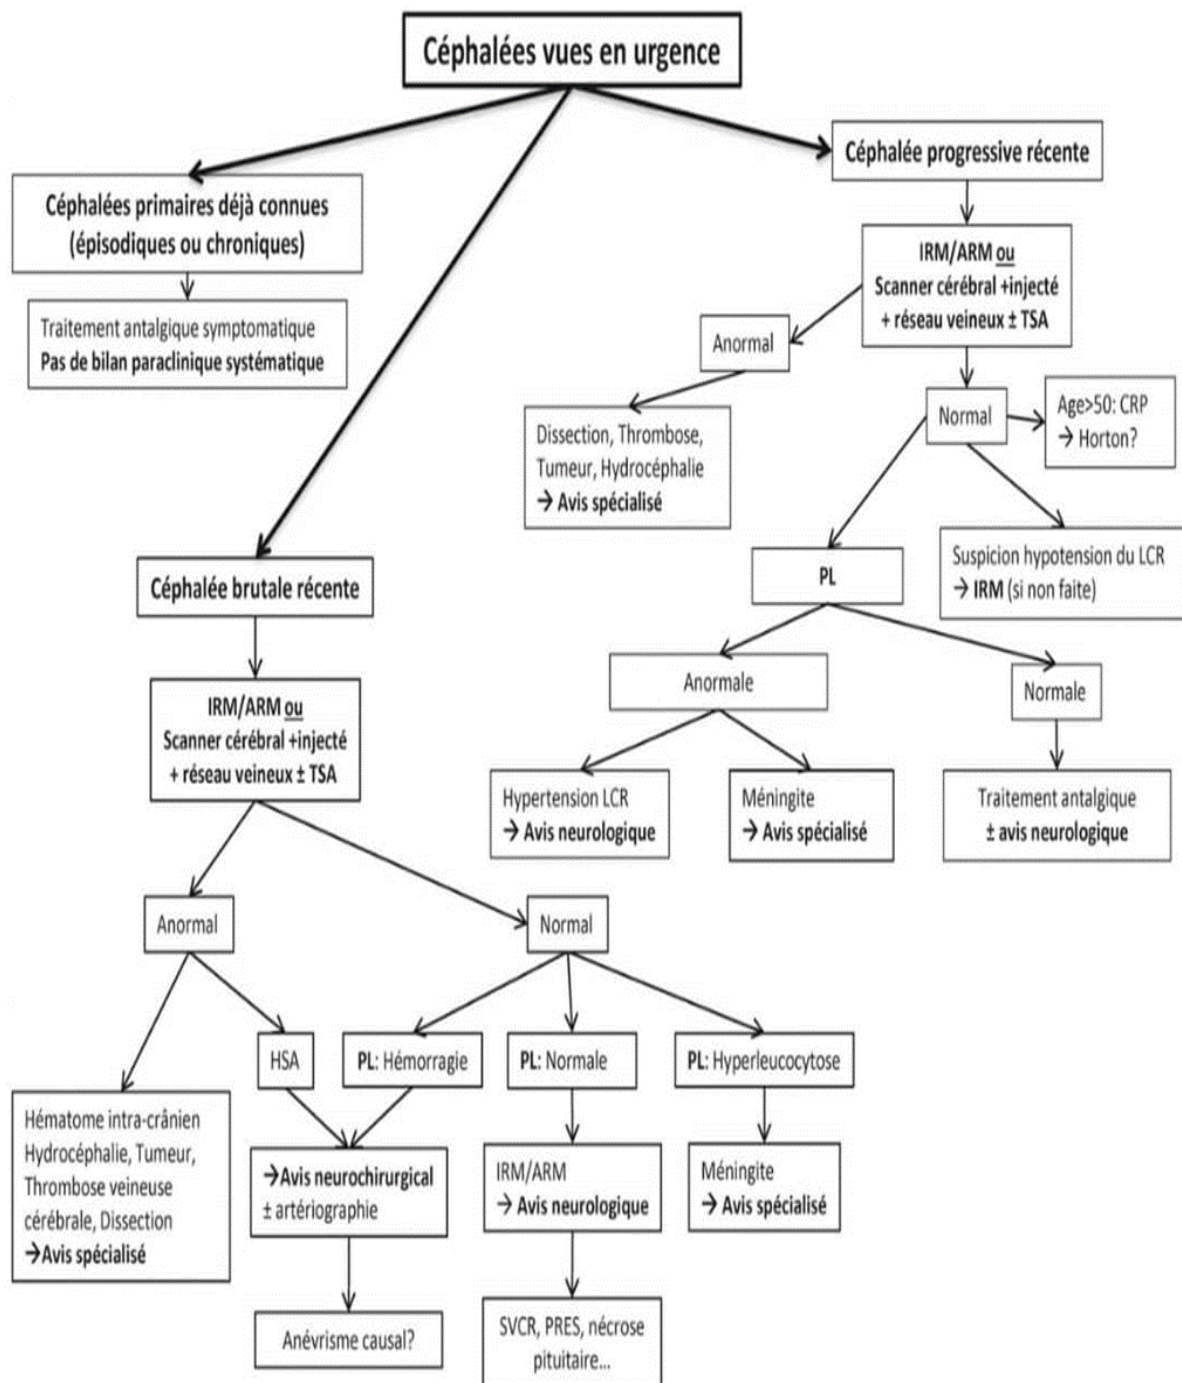 Céphalées vues en urgence
Céphalées primaires déjà connues
(épisodiques ou chroniques)
Traitement antalgique symptomatique
Pas de bilan paraclinique systématique
Céphalée progressive récente
IRM/ARM ou
Scanner cérébral +injecté
+ réseau veineux ± TSA
Anormal
Dissection, Thrombose,
Tumeur, Hydrocéphalie
→ Avis spécialisé
Normal
Age>50: CRP
→ Horton?
Suspicion hypotension du LCR
→ IRM (si non faite)
PL
Anormale
Hypertension LCR
→ Avis neurologique
Méningite
→ Avis spécialisé
Normale
Traitement antalgique
± avis neurologique
Céphalée brutale récente
IRM/ARM ou
Scanner cérébral +injecté
+ réseau veineux ± TSA
Anormal
Hématome intra-crânien
Hydrocéphalie, Tumeur,
Thrombose veineuse
cérébrale, Dissection
→Avis spécialisé
HSA
Normal
PL: Hémorragie
→Avis neurochirurgical
± artériographie
Anévrisme causal?
PL: Normale
IRM/ARM
→ Avis neurologique
SVCR, PRES, nécrose
pituitaire...
PL: Hyperleucocytose
Méningite
→ Avis spécialisé